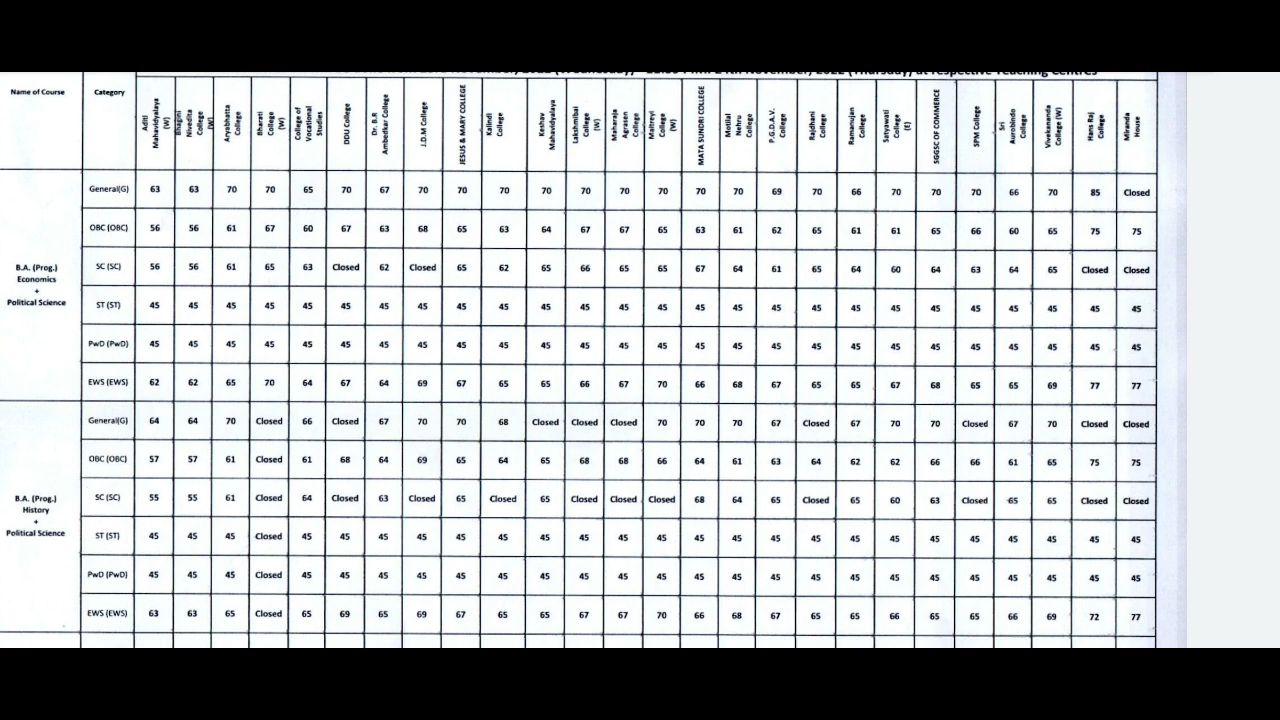 November, 2022 (Wednesday) - 11:59 P.M. 24th November, 2022 (Thursday) at respective Teaching Centres
Name of Course Category Aditi Mahavidyalaya (W) Bhagini Nivedita College (W) Aryabhatta College Bharati College (W) College of Vocational Studies DDU College Dr. B.R Ambedkar College J.D.M College JESUS & MARY COLLEGE Kalindi College Keshav Mahavidyalaya Lakshmibai College (W) Maharaja Agrasen College Maitreyi College (W) MATA SUNDRI COLLEGE Motilal Nehru College P.G.D.A.V. College Rajdhani College Ramanujan College Satyawati College (E) SGGSC OF COMMERCE SPM College Sri Aurobindo College Vivekananda College (W) Hans Raj College Miranda House
B.A. (Prog.)
Economics
+
Political Science
General(G) 63 63 70 70 65 70 67 70 70 70 70 70 70 70 70 70 69 70 66 70 70 70 66 70 85 Closed
OBC (OBC) 56 56 61 67 60 67 63 68 65 63 64 67 67 65 63 61 62 65 61 61 65 66 60 65 75 75
SC (SC) 56 56 61 65 63 Closed 62 Closed 65 62 65 66 65 65 67 64 61 65 64 60 64 63 64 65 Closed Closed
ST (ST) 45 45 45 45 45 45 45 45 45 45 45 45 45 45 45 45 45 45 45 45 45 45 45 45 45 45
PwD (PwD) 45 45 45 45 45 45 45 45 45 45 45 45 45 45 45 45 45 45 45 45 45 45 45 45 45 45
EWS (EWS) 62 62 65 70 64 67 64 69 67 65 65 66 67 70 66 68 67 65 65 67 68 65 65 69 77 77
B.A. (Prog.)
History
+
Political Science
General(G) 64 64 70 Closed 66 Closed 67 70 70 68 Closed Closed Closed 70 70 70 67 Closed 67 70 70 Closed 67 70 Closed Closed
OBC (OBC) 57 57 61 Closed 61 68 64 69 65 64 65 68 68 66 64 61 63 64 62 62 66 66 61 65 75 75
SC (SC) 55 55 61 Closed 64 Closed 63 Closed 65 Closed 65 Closed Closed Closed 68 64 65 Closed 65 60 63 Closed 65 65 Closed Closed
ST (ST) 45 45 45 Closed 45 45 45 45 45 45 45 45 45 45 45 45 45 45 45 45 45 45 45 45 45 45
PwD (PwD) 45 45 45 Closed 45 45 45 45 45 45 45 45 45 45 45 45 45 45 45 45 45 45 45 45 45 45
EWS (EWS) 63 63 65 Closed 65 69 65 69 67 65 65 67 67 70 66 68 67 65 65 66 65 65 66 69 72 77